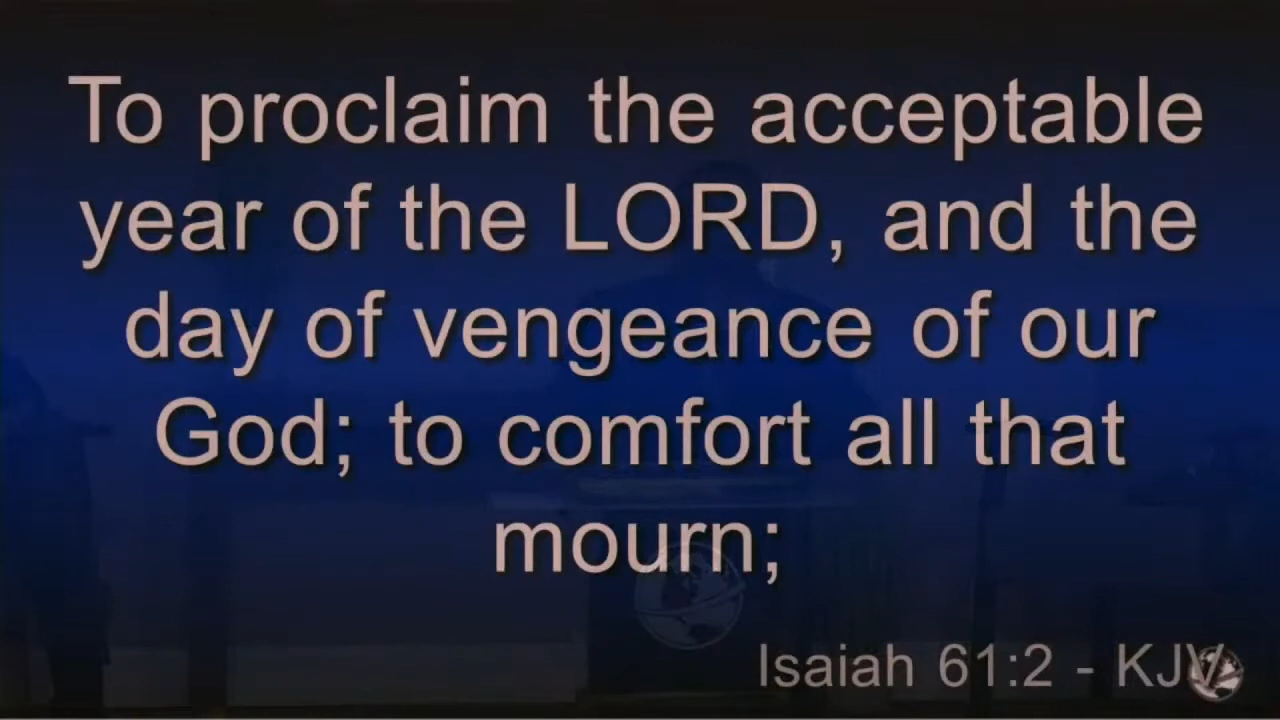 To proclaim the acceptable
year of the LORD, and the
day of vengeance of our
God; to comfort all that
mourn;
Isaiah 61:2 - KJV